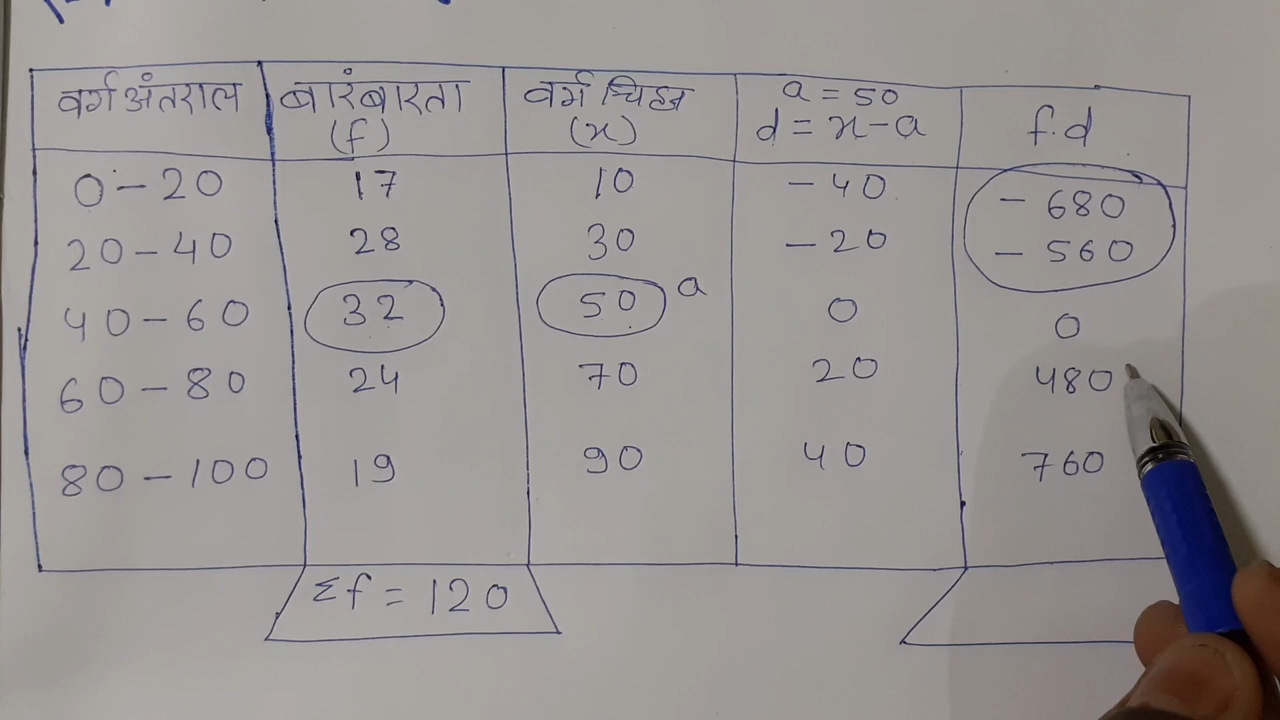 वर्ग अंतराल बारंबारता (f) वर्ग चिह्न (x) a = 50 d = x - a f.d
0 - 20 17 10 - 40 - 680
20 - 40 28 30 - 20 - 560
40 - 60 32 50 a 0 0
60 - 80 24 70 20 480
80 - 100 19 90 40 760
Σf = 120